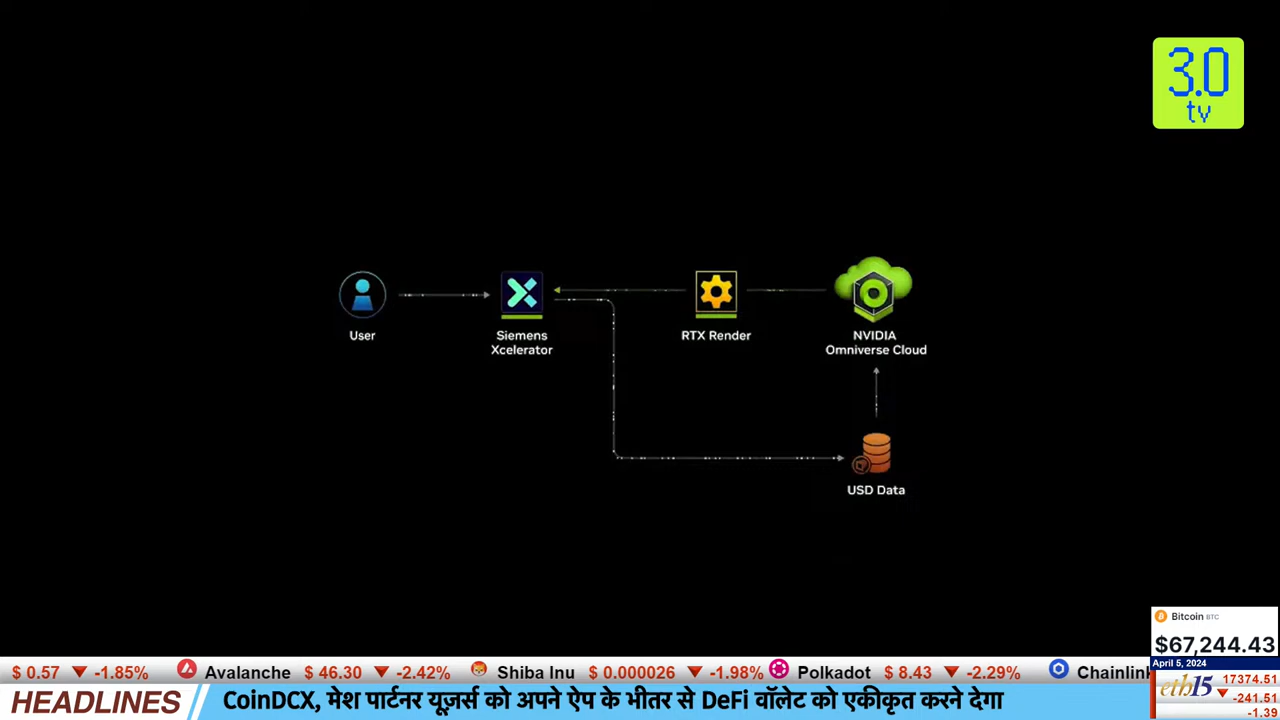 3.0
tv
User
Siemens
Xcelerator
RTX Render
NVIDIA
Omniverse Cloud
USD Data
Bitcoin BTC
$67,244.43
April 5, 2024
$ 0.57 -1.85% Avalanche $ 46.30 -2.42% Shiba Inu $ 0.000026 -1.98% Polkadot $ 8.43 -2.29% Chainlink
eth15 17374.51
-241.51
-1.39
HEADLINES CoinDCX, मेश पार्टनर यूज़र्स को अपने ऐप के भीतर से DeFi वॉलेट को एकीकृत करने देगा